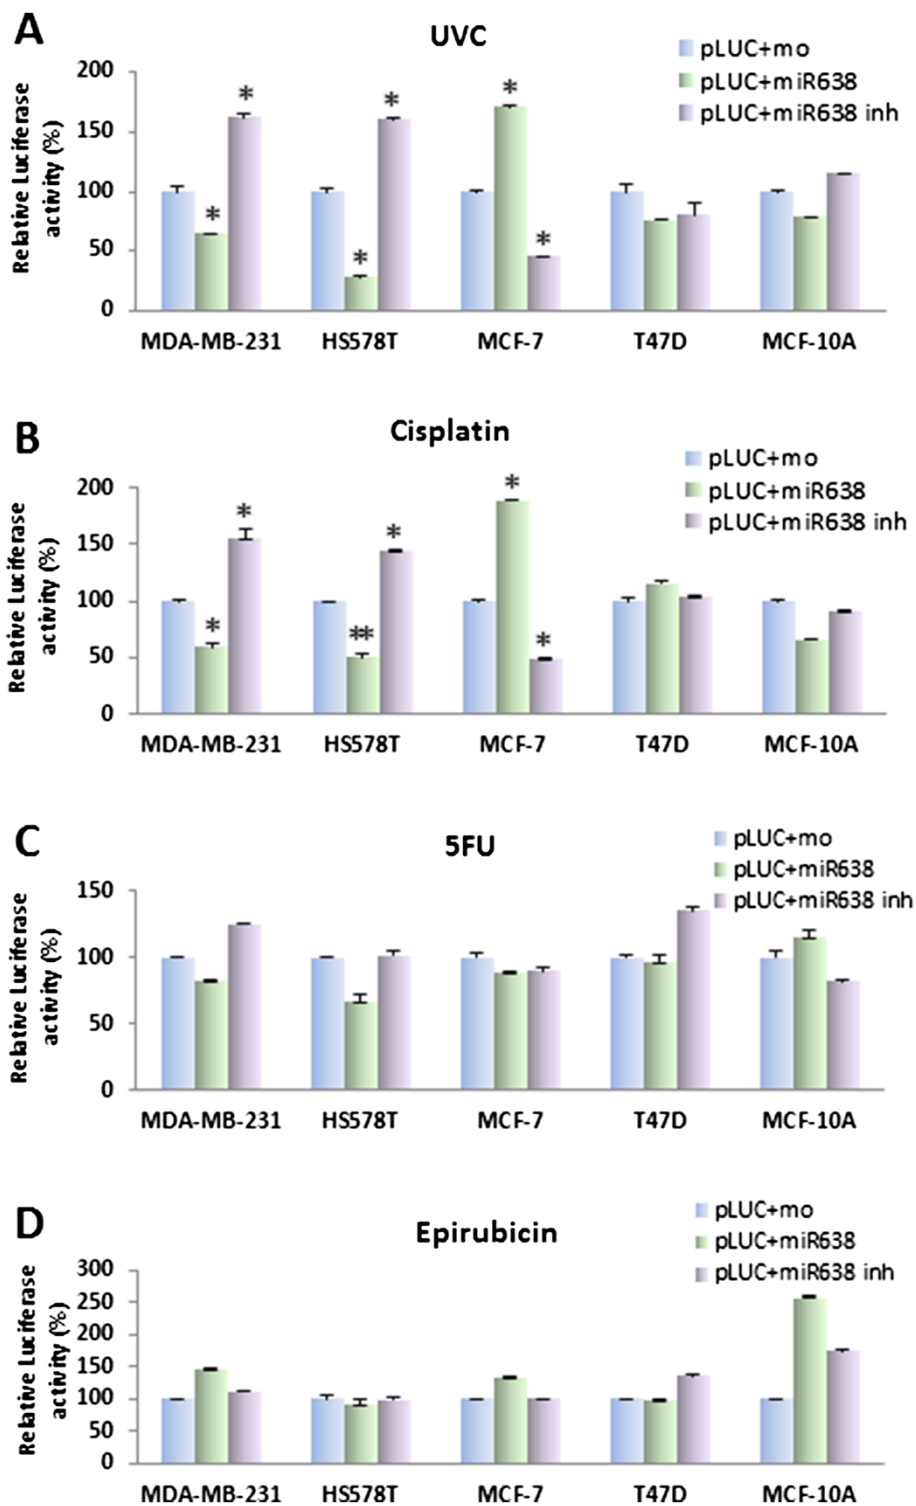 A
UVC
pLUC+mo
pLUC+miR638
pLUC+miR638 inh
Relative Luciferase
activity (%)
200
150
100
50
0
*
*
*
*
*
*
MDA-MB-231
HS578T
MCF-7
T47D
MCF-10A
B
Cisplatin
pLUC+mo
pLUC+miR638
pLUC+miR638 inh
Relative Luciferase
activity (%)
200
150
100
50
0
*
*
**
*
*
*
MDA-MB-231
HS578T
MCF-7
T47D
MCF-10A
C
5FU
pLUC+mo
pLUC+miR638
pLUC+miR638 inh
Relative Luciferase
activity (%)
150
100
50
0
MDA-MB-231
HS578T
MCF-7
T47D
MCF-10A
D
Epirubicin
pLUC+mo
pLUC+miR638
pLUC+miR638 inh
Relative Luciferase
activity (%)
300
250
200
150
100
50
0
MDA-MB-231
HS578T
MCF-7
T47D
MCF-10A